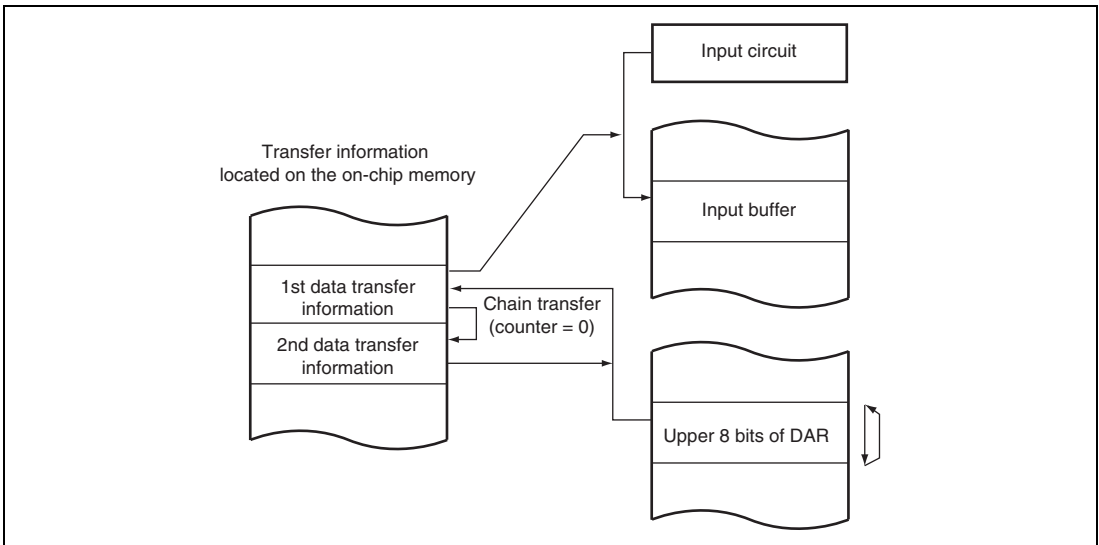 Input circuit
Transfer information
located on the on-chip memory
Input buffer
1st data transfer
information
Chain transfer
(counter = 0)
2nd data transfer
information
Upper 8 bits of DAR